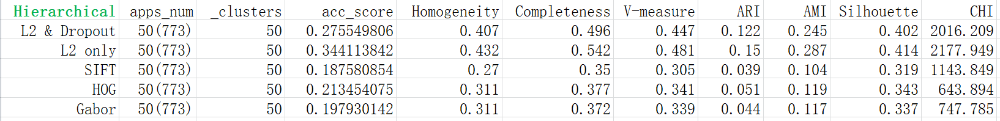 Hierarchical apps_num _clusters acc_score Homogeneity Completeness V-measure ARI AMI Silhouette CHI
L2 & Dropout 50(773) 50 0.275549806 0.407 0.496 0.447 0.122 0.245 0.402 2016.209
L2 only 50(773) 50 0.344113842 0.432 0.542 0.481 0.15 0.287 0.414 2177.949
SIFT 50(773) 50 0.187580854 0.27 0.35 0.305 0.039 0.104 0.319 1143.849
HOG 50(773) 50 0.213454075 0.311 0.377 0.341 0.051 0.119 0.343 643.894
Gabor 50(773) 50 0.197930142 0.311 0.372 0.339 0.044 0.117 0.337 747.785